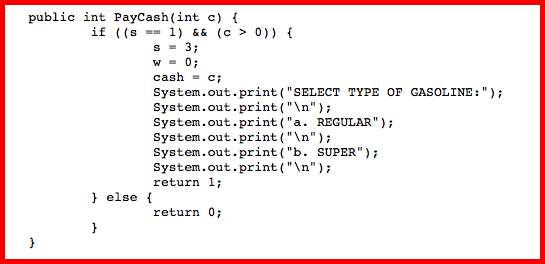 public int PayCash(int c) {
if ((s == 1) && (c > 0)) {
s = 3;
w = 0;
cash = c;
System.out.print("SELECT TYPE OF GASOLINE:");
System.out.print("\n");
System.out.print("a. REGULAR");
System.out.print("\n");
System.out.print("b. SUPER");
System.out.print("\n");
return 1;
} else {
return 0;
}
}